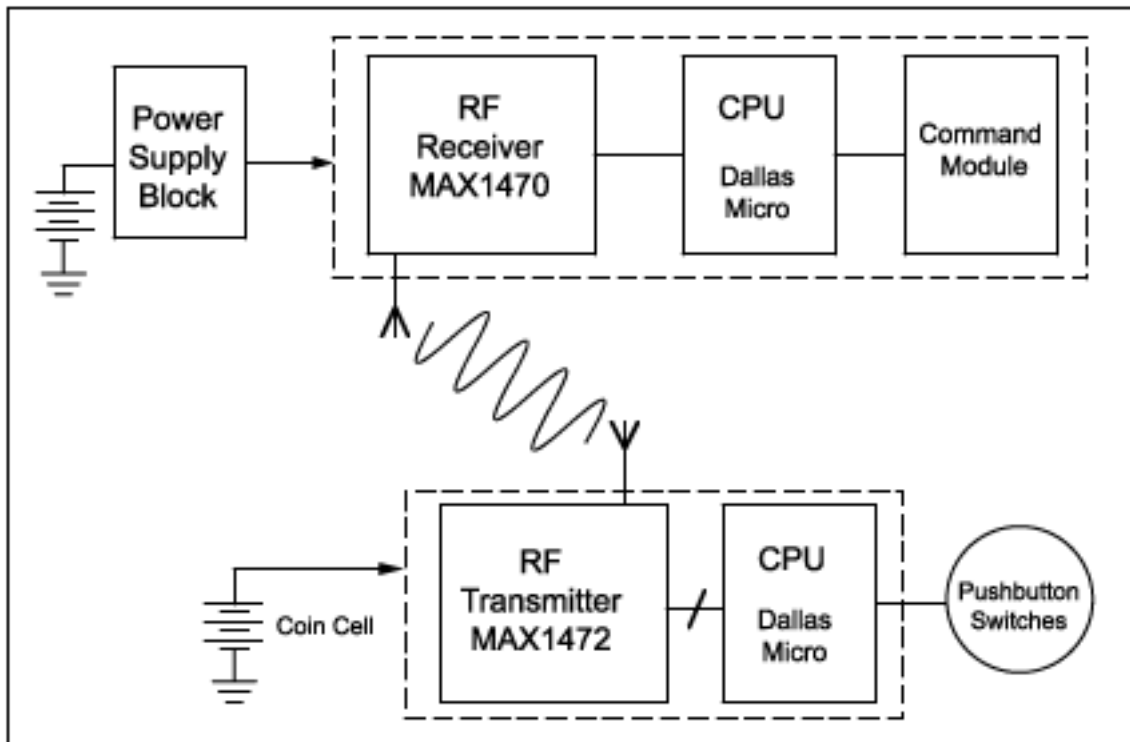 Power
Supply
Block
RF
Receiver
MAX1470
CPU
Dallas
Micro
Command
Module
Coin Cell
RF
Transmitter
MAX1472
CPU
Dallas
Micro
Pushbutton
Switches